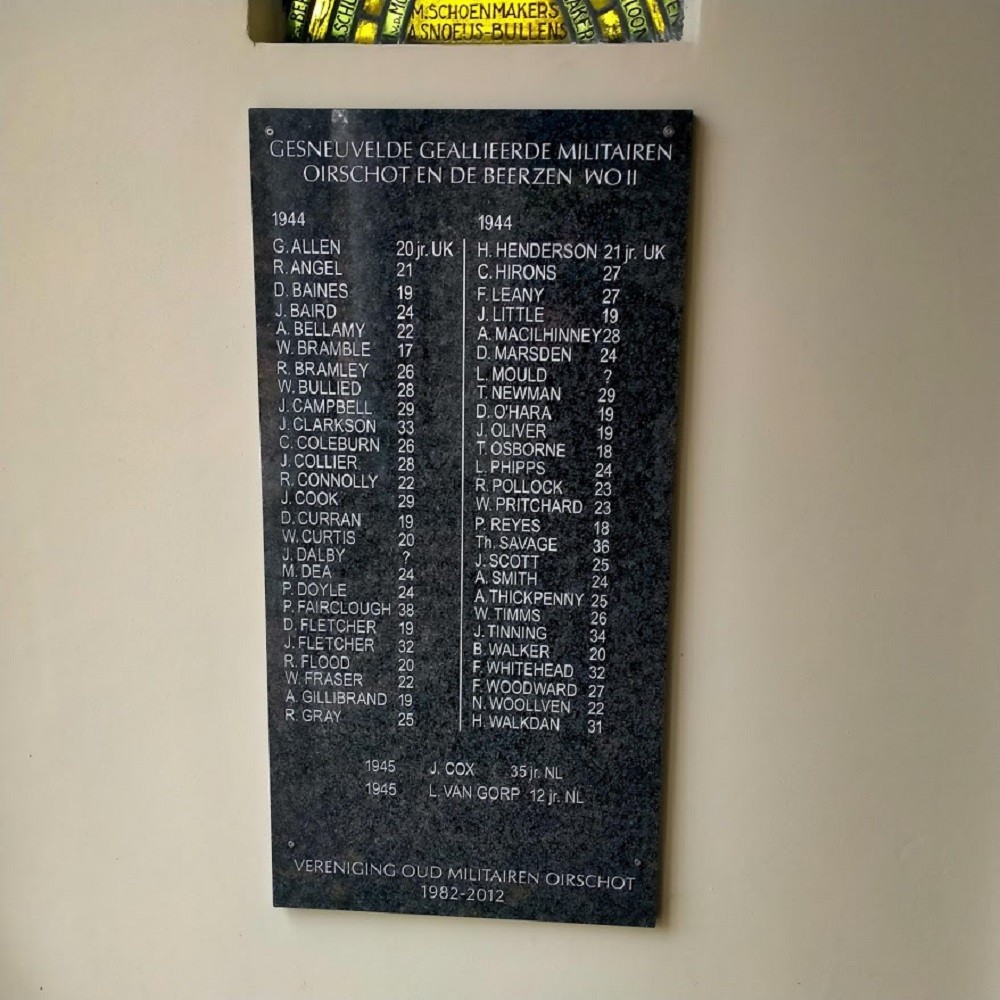 M.SCHOENMAKERS
A.SNOEIJS-BULLENS
GESNEUVELDE GEALLIEERDE MILITAIREN
OIRSCHOT EN DE BEERZEN WO II
1944
G. ALLEN 20 jr. UK
R. ANGEL 21
D. BAINES 19
J. BAIRD 24
A. BELLAMY 22
W. BRAMBLE 17
R. BRAMLEY 26
W. BULLIED 28
J. CAMPBELL 29
J. CLARKSON 33
C. COLEBURN 26
J. COLLIER 28
R. CONNOLLY 22
J. COOK 29
D. CURRAN 19
W. CURTIS 20
J. DALBY ?
M. DEA 24
P. DOYLE 24
P. FAIRCLOUGH 38
D. FLETCHER 19
J. FLETCHER 32
R. FLOOD 20
W. FRASER 22
A. GILLIBRAND 19
R. GRAY 25
1944
H. HENDERSON 21 jr. UK
C. HIRONS 27
F. LEANY 27
J. LITTLE 19
A. MACILHINNEY 28
D. MARSDEN 24
L. MOULD ?
T. NEWMAN 29
D. O'HARA 19
J. OLIVER 19
T. OSBORNE 18
L. PHIPPS 24
R. POLLOCK 23
W. PRITCHARD 23
P. REYES 18
Th. SAVAGE 36
J. SCOTT 25
A. SMITH 24
A. THICKPENNY 25
W. TIMMS 26
J. TINNING 34
B. WALKER 20
F. WHITEHEAD 32
F. WOODWARD 27
N. WOOLLVEN 22
H. WALKDAN 31
1945 J. COX 35 jr. NL
1945 L. VAN GORP 12 jr. NL
VERENIGING OUD MILITAIREN OIRSCHOT
1982-2012